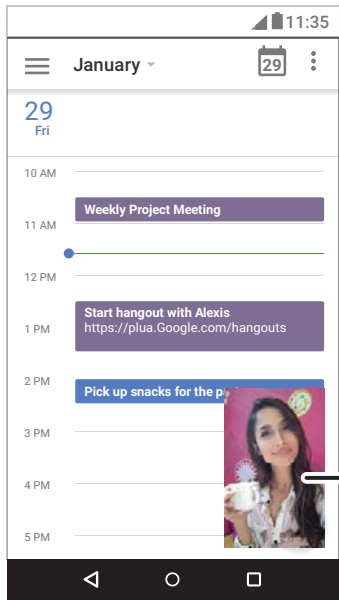 11:35
January
29
29
Fri
10 AM
Weekly Project Meeting
11 AM
12 PM
Start hangout with Alexis
https://plua.Google.com/hangouts
1 PM
2 PM
Pick up snacks for the
3 PM
4 PM
5 PM